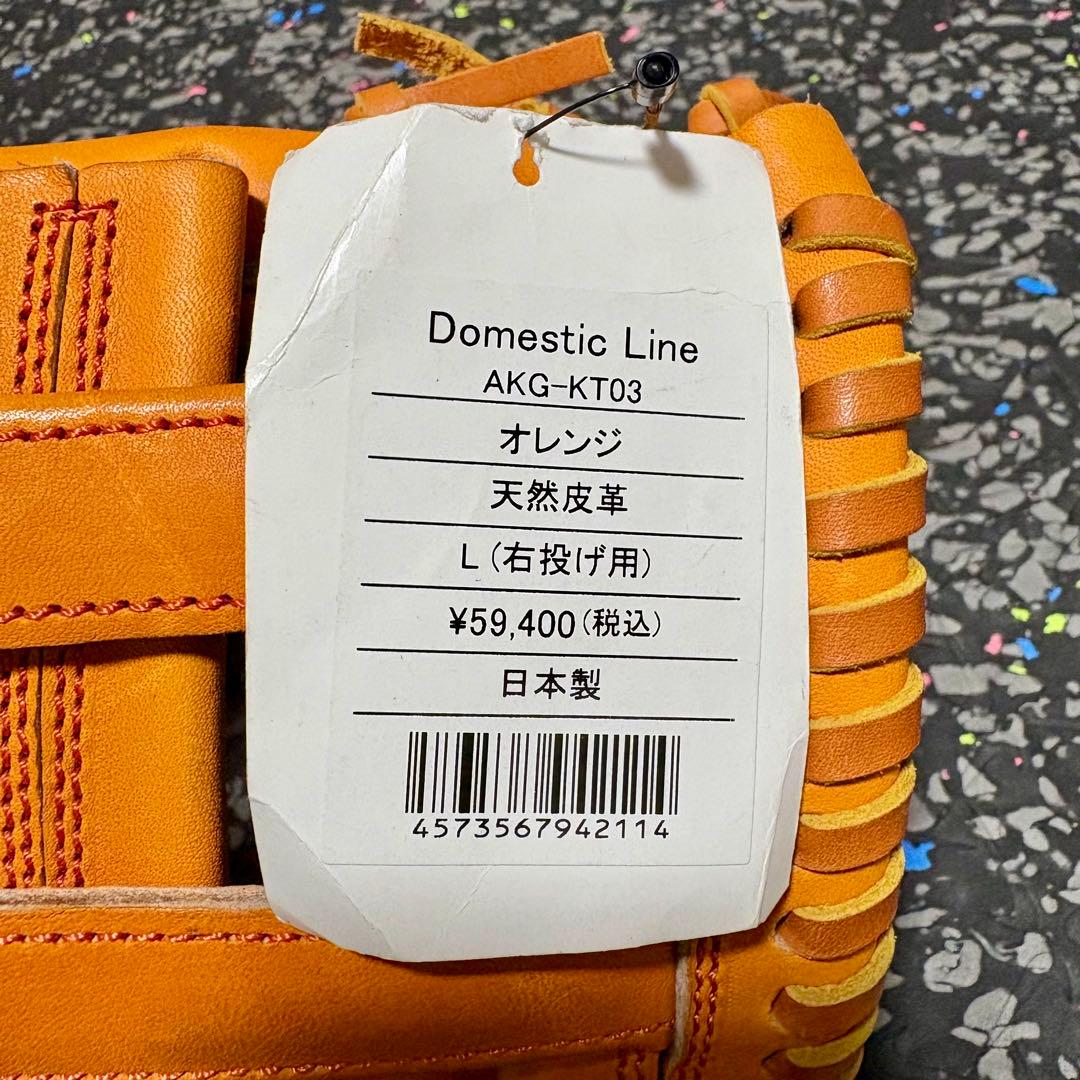 Domestic Line
AKG-KT03
オレンジ
天然皮革
L(右投げ用)
¥59,400(税込)
日本製
4573567942114